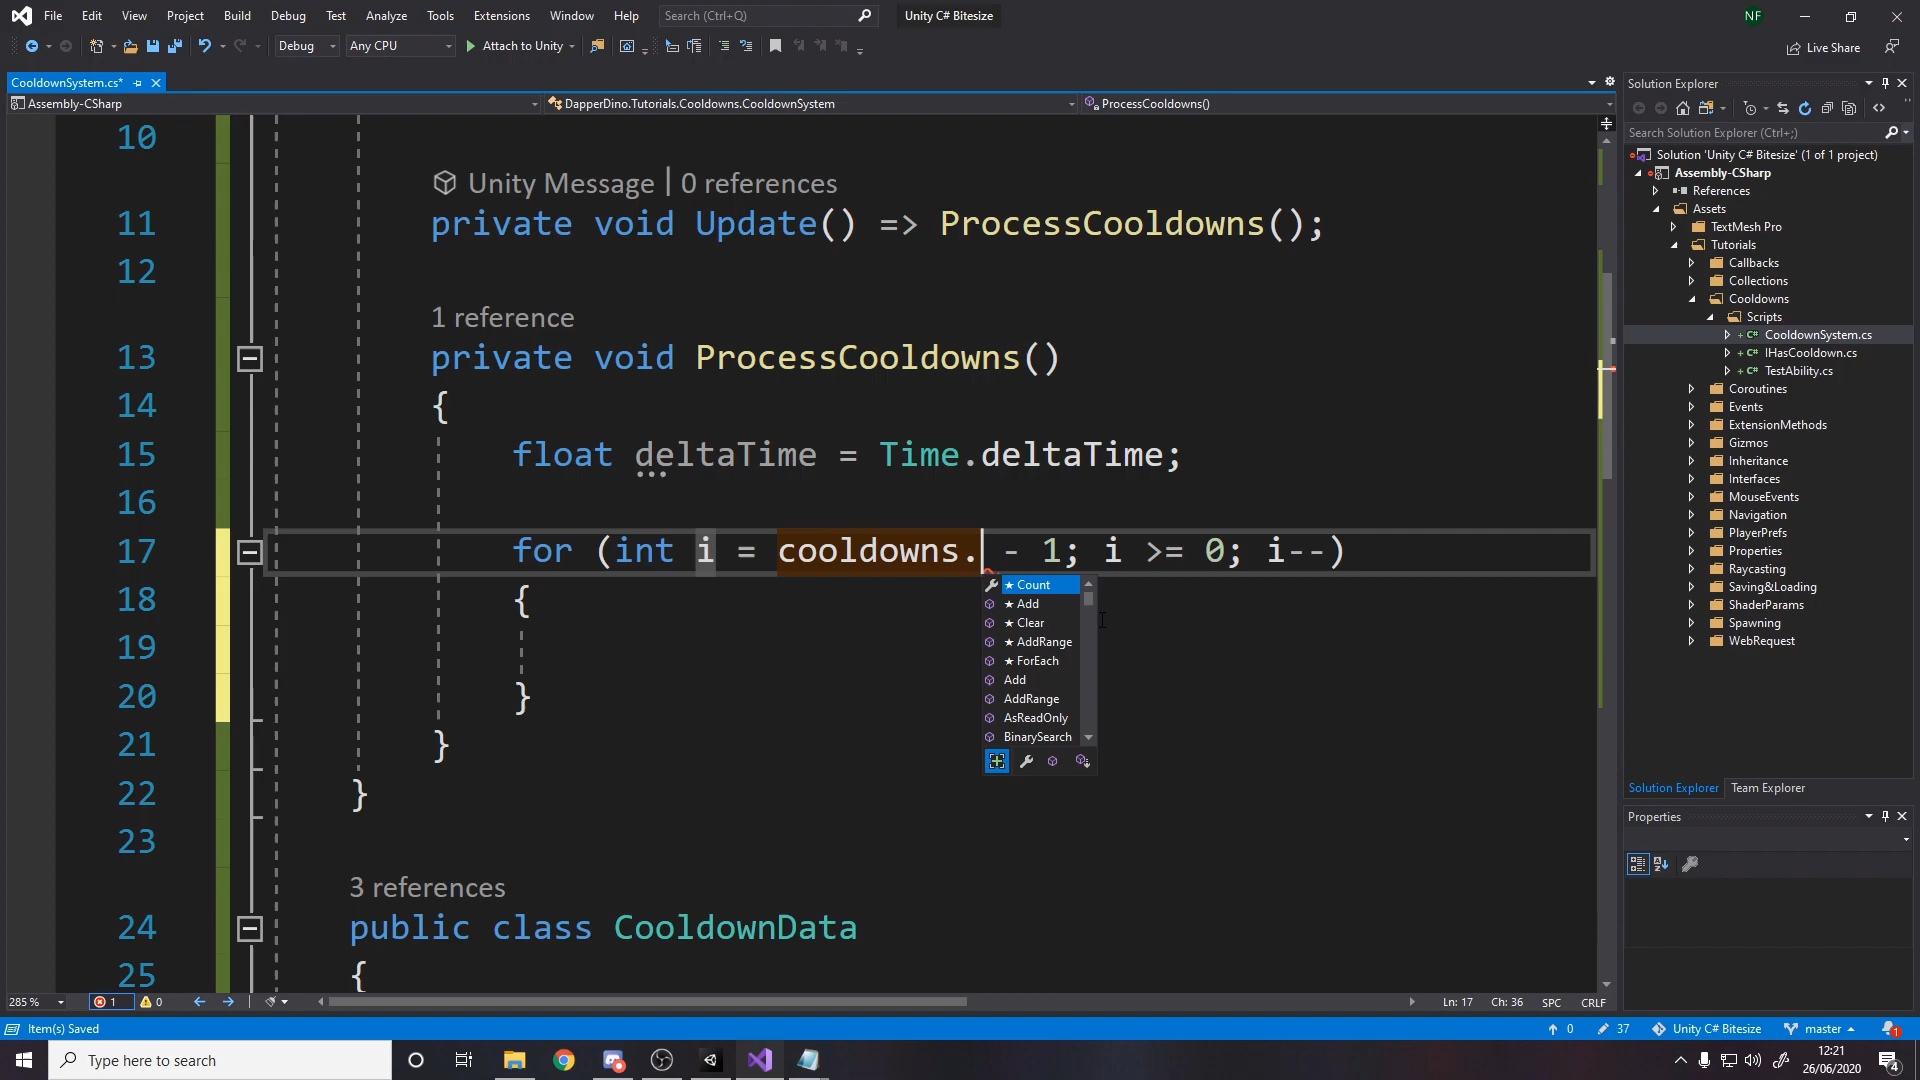 File Edit View Project Build Debug Test Analyze Tools Extensions Window Help Search (Ctrl+Q) Unity C# Bitesize NF
Debug Any CPU Attach to Unity Live Share
CooldownSystem.cs*
Assembly-CSharp DapperDino.Tutorials.Cooldowns.CooldownSystem ProcessCooldowns()
10
Unity Message | 0 references
11 private void Update() => ProcessCooldowns();
12
1 reference
13 private void ProcessCooldowns()
14 {
15 float deltaTime = Time.deltaTime;
16
17 for (int i = cooldowns. - 1; i >= 0; i--)
18 {
19
20 }
21 }
22 }
23
3 references
24 public class CooldownData
25 {
★ Count
★ Add
★ Clear
★ AddRange
★ ForEach
Add
AddRange
AsReadOnly
BinarySearch
285 % 1 0 Ln: 17 Ch: 36 SPC CRLF
Solution Explorer
Search Solution Explorer (Ctrl+;)
Solution 'Unity C# Bitesize' (1 of 1 project)
Assembly-CSharp
References
Assets
TextMesh Pro
Tutorials
Callbacks
Collections
Cooldowns
Scripts
C# CooldownSystem.cs
C# IHasCooldown.cs
C# TestAbility.cs
Coroutines
Events
ExtensionMethods
Gizmos
Inheritance
Interfaces
MouseEvents
Navigation
PlayerPrefs
Properties
Raycasting
Saving&Loading
ShaderParams
Spawning
WebRequest
Solution Explorer Team Explorer
Properties
Item(s) Saved 0 37 Unity C# Bitesize master 1
Type here to search
12:21
26/06/2020
4